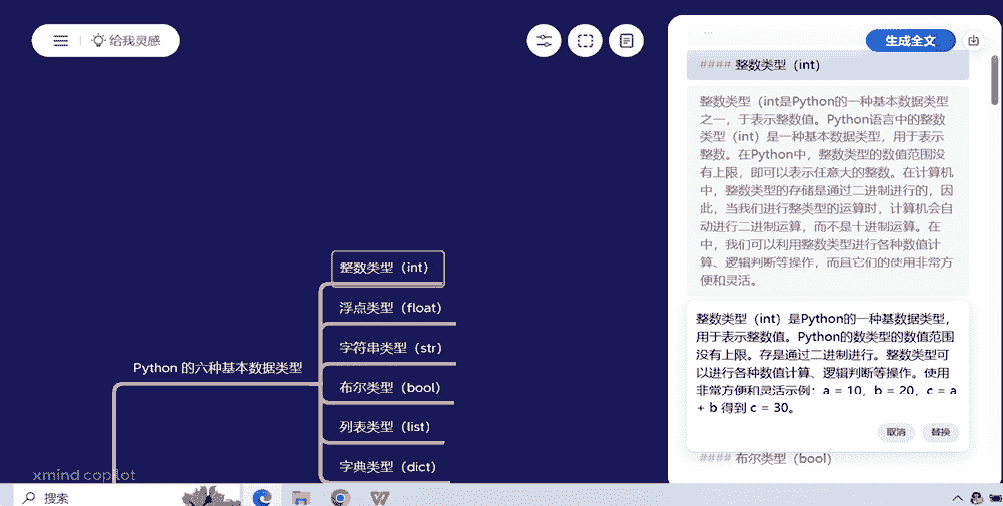 给我灵感
生成全文
#### 整数类型（int）
整数类型（int是Python的一种基本数据类型
之一，于表示整数值。Python语言中的整数
类型（int）是一种基本数据类型，用于表示
整数。在Python中，整数类型的数值范围没
有上限，即可以表示任意大的整数。在计算机
中，整数类型的存储是通过二进制进行的，因
此，当我们进行整类型的运算时，计算机会自
动进行二进制运算，而不是十进制运算。在
中，我们可以利用整数类型进行各种数值计
算、逻辑判断等操作，而且它们的使用非常方
便和灵活。
整数类型（int）是Python的一种基数据类型，
用于表示整数值。Python的数类型的数值范围
没有上限。存是通过二进制进行。整数类型可
以进行各种数值计算、逻辑判断等操作。使用
非常方便和灵活示例：a = 10，b = 20，c = a
+ b 得到 c = 30。
取消
替换
#### 布尔类型（bool）
Python 的六种基本数据类型
整数类型（int）
浮点类型（float）
字符串类型（str）
布尔类型（bool）
列表类型（list）
字典类型（dict）
xmind copilot
搜索